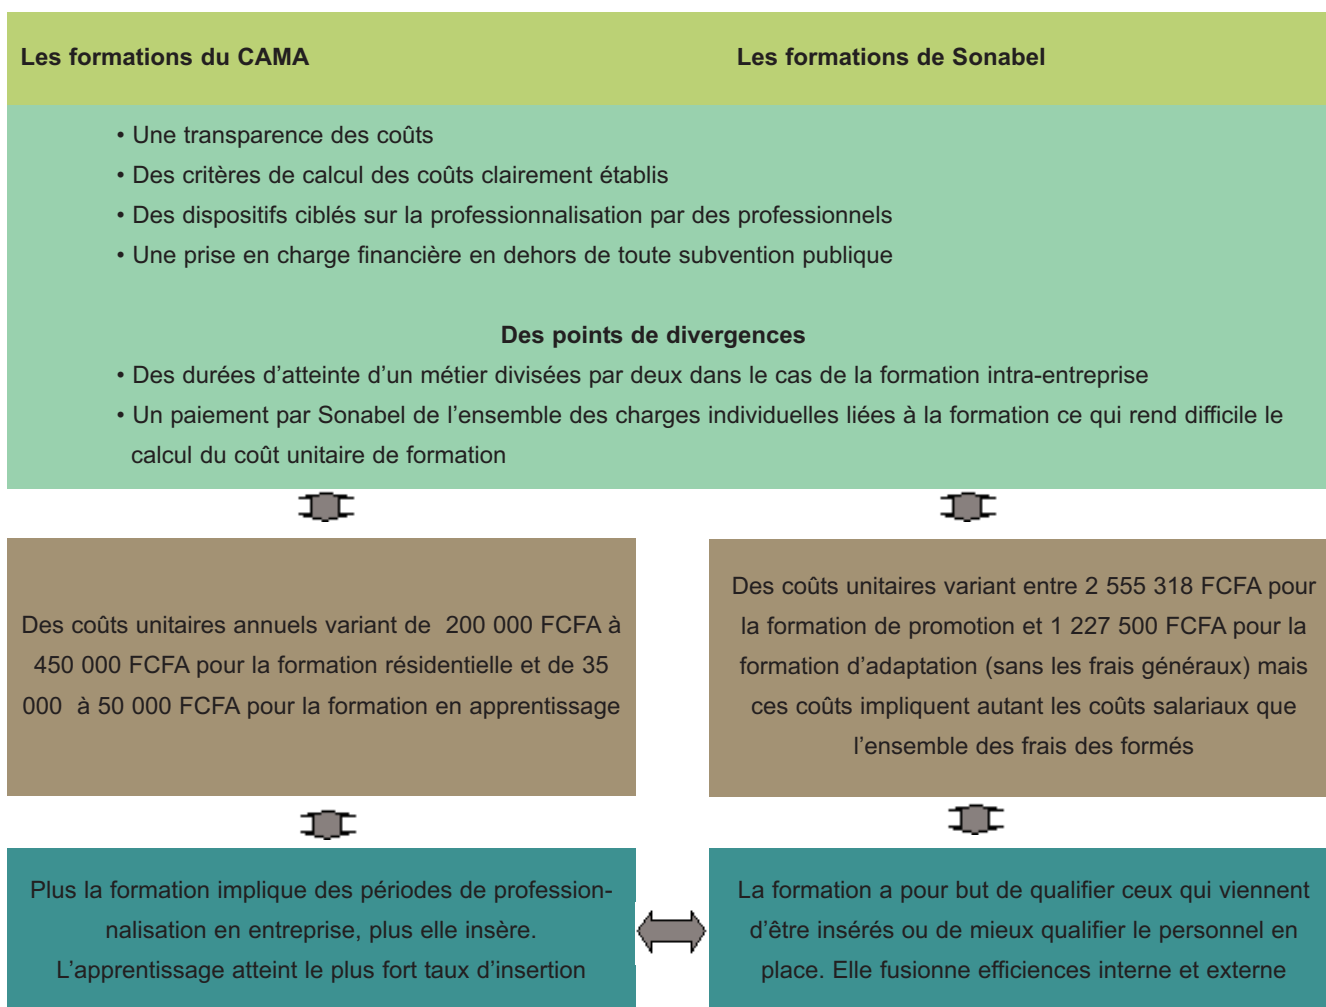 Les formations du CAMA
Les formations de Sonabel
• Une transparence des coûts
• Des critères de calcul des coûts clairement établis
• Des dispositifs ciblés sur la professionnalisation par des professionnels
• Une prise en charge financière en dehors de toute subvention publique
Des points de divergences
• Des durées d’atteinte d’un métier divisées par deux dans le cas de la formation intra-entreprise
• Un paiement par Sonabel de l’ensemble des charges individuelles liées à la formation ce qui rend difficile le
calcul du coût unitaire de formation
Des coûts unitaires annuels variant de 200 000 FCFA à
450 000 FCFA pour la formation résidentielle et de 35
000 à 50 000 FCFA pour la formation en apprentissage
Des coûts unitaires variant entre 2 555 318 FCFA pour
la formation de promotion et 1 227 500 FCFA pour la
formation d’adaptation (sans les frais généraux) mais
ces coûts impliquent autant les coûts salariaux que
l’ensemble des frais des formés
Plus la formation implique des périodes de profession-
nalisation en entreprise, plus elle insère.
L’apprentissage atteint le plus fort taux d’insertion
La formation a pour but de qualifier ceux qui viennent
d’être insérés ou de mieux qualifier le personnel en
place. Elle fusionne efficiences interne et externe